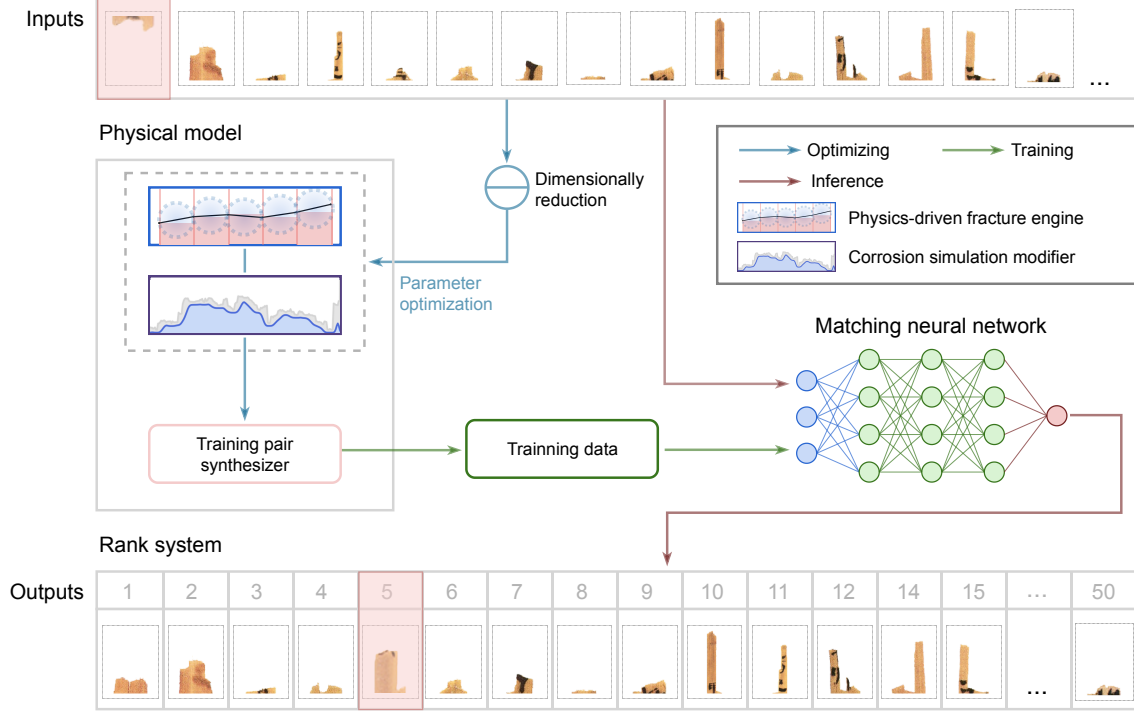 Inputs
...
Physical model
Optimizing
Training
Inference
Physics-driven fracture engine
Corrosion simulation modifier
Dimensionally
reduction
Parameter
optimization
Matching neural network
Training pair
synthesizer
Trainning data
Rank system
Outputs 1 2 3 4 5 6 7 8 9 10 11 12 14 15 ... 50
...